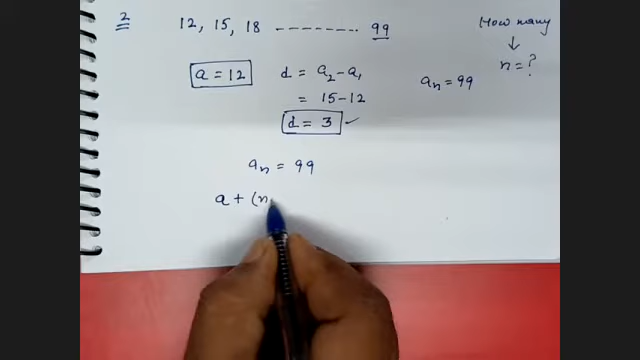 2 12, 15, 18 -------- 99 How many
↓
n = ?
a = 12 d = a₂ - a₁ aₙ = 99
= 15 - 12
d = 3 ✓
aₙ = 99
a + (n